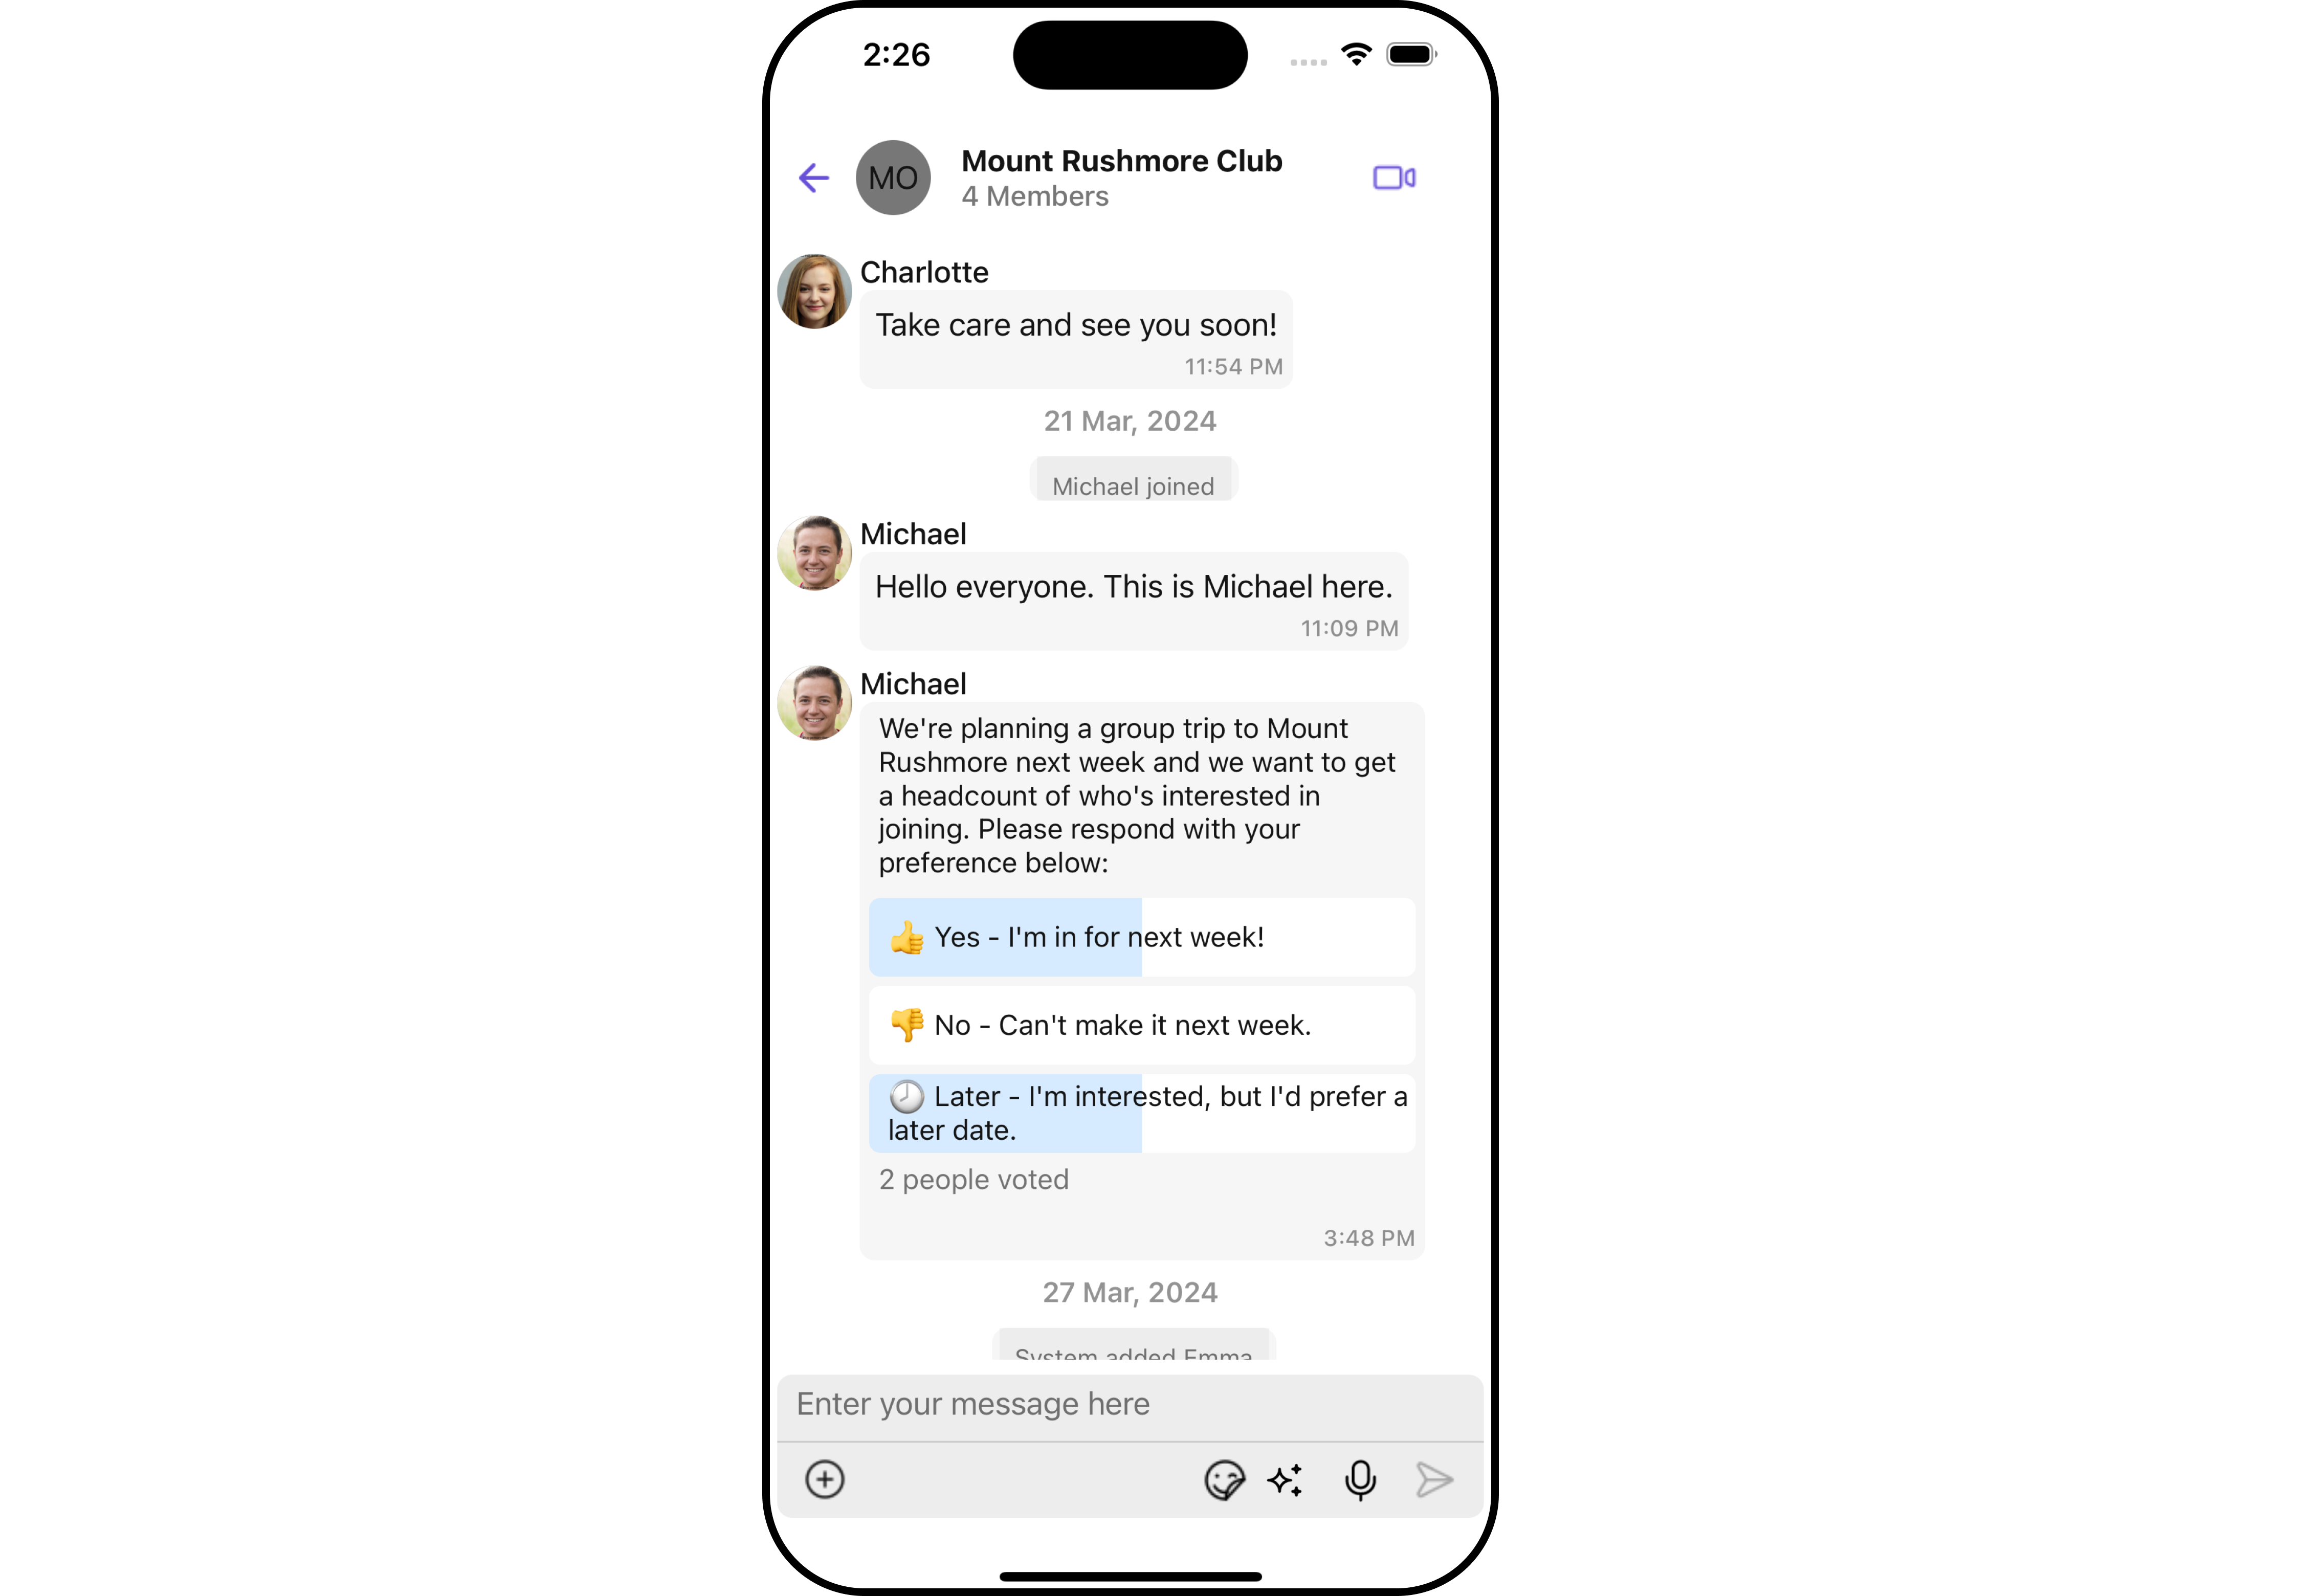 2:26
MO
Mount Rushmore Club
4 Members
Charlotte
Take care and see you soon!
11:54 PM
21 Mar, 2024
Michael joined
Michael
Hello everyone. This is Michael here.
11:09 PM
Michael
We're planning a group trip to Mount
Rushmore next week and we want to get
a headcount of who's interested in
joining. Please respond with your
preference below:
👍 Yes - I'm in for next week!
👎 No - Can't make it next week.
🕗 Later - I'm interested, but I'd prefer a
later date.
2 people voted
3:48 PM
27 Mar, 2024
System added Emma
Enter your message here